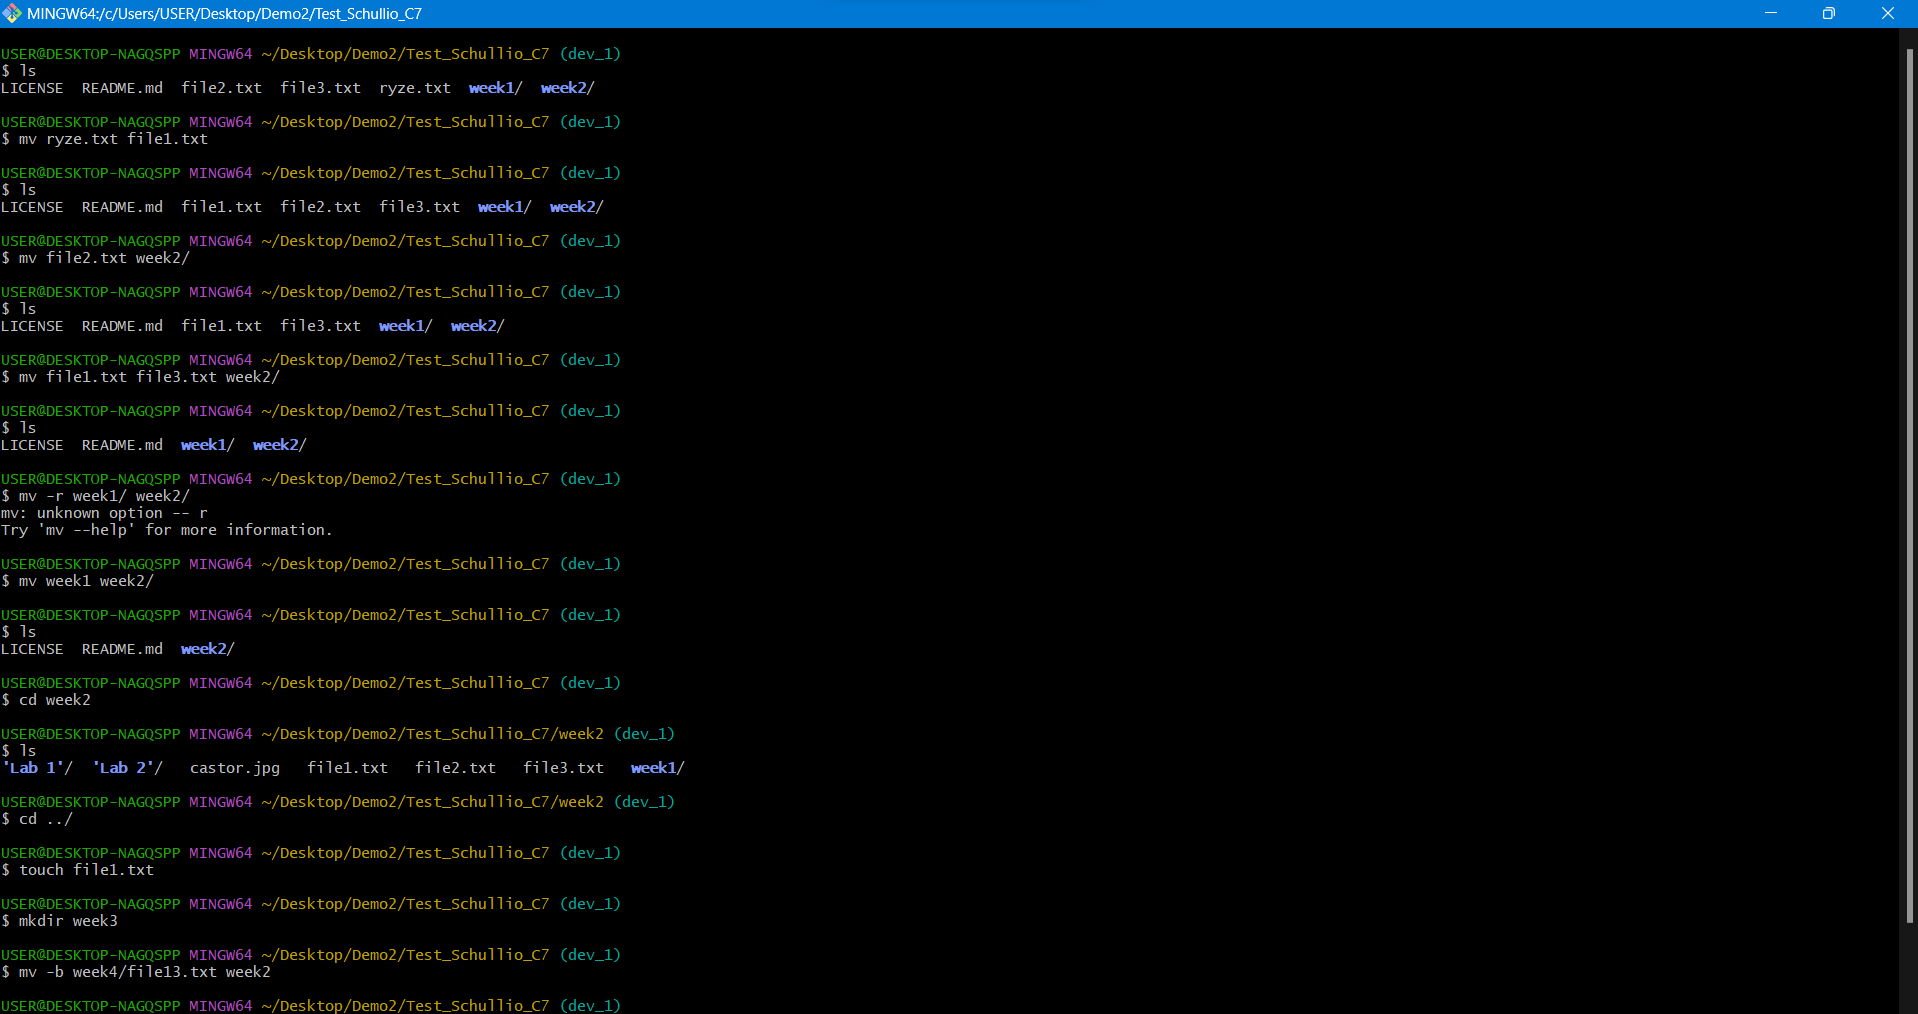 MINGW64:/c/Users/USER/Desktop/Demo2/Test_Schullio_C7
USER@DESKTOP-NAGQSPP MINGW64 ~/Desktop/Demo2/Test_Schullio_C7 (dev_1)
$ ls
LICENSE  README.md  file2.txt  file3.txt  ryze.txt  week1/  week2/
USER@DESKTOP-NAGQSPP MINGW64 ~/Desktop/Demo2/Test_Schullio_C7 (dev_1)
$ mv ryze.txt file1.txt
USER@DESKTOP-NAGQSPP MINGW64 ~/Desktop/Demo2/Test_Schullio_C7 (dev_1)
$ ls
LICENSE  README.md  file1.txt  file2.txt  file3.txt  week1/  week2/
USER@DESKTOP-NAGQSPP MINGW64 ~/Desktop/Demo2/Test_Schullio_C7 (dev_1)
$ mv file2.txt week2/
USER@DESKTOP-NAGQSPP MINGW64 ~/Desktop/Demo2/Test_Schullio_C7 (dev_1)
$ ls
LICENSE  README.md  file1.txt  file3.txt  week1/  week2/
USER@DESKTOP-NAGQSPP MINGW64 ~/Desktop/Demo2/Test_Schullio_C7 (dev_1)
$ mv file1.txt file3.txt week2/
USER@DESKTOP-NAGQSPP MINGW64 ~/Desktop/Demo2/Test_Schullio_C7 (dev_1)
$ ls
LICENSE  README.md  week1/  week2/
USER@DESKTOP-NAGQSPP MINGW64 ~/Desktop/Demo2/Test_Schullio_C7 (dev_1)
$ mv -r week1/ week2/
mv: unknown option -- r
Try 'mv --help' for more information.
USER@DESKTOP-NAGQSPP MINGW64 ~/Desktop/Demo2/Test_Schullio_C7 (dev_1)
$ mv week1 week2/
USER@DESKTOP-NAGQSPP MINGW64 ~/Desktop/Demo2/Test_Schullio_C7 (dev_1)
$ ls
LICENSE  README.md  week2/
USER@DESKTOP-NAGQSPP MINGW64 ~/Desktop/Demo2/Test_Schullio_C7 (dev_1)
$ cd week2
USER@DESKTOP-NAGQSPP MINGW64 ~/Desktop/Demo2/Test_Schullio_C7/week2 (dev_1)
$ ls
'Lab 1'/  'Lab 2'/   castor.jpg   file1.txt   file2.txt   file3.txt   week1/
USER@DESKTOP-NAGQSPP MINGW64 ~/Desktop/Demo2/Test_Schullio_C7/week2 (dev_1)
$ cd ../
USER@DESKTOP-NAGQSPP MINGW64 ~/Desktop/Demo2/Test_Schullio_C7 (dev_1)
$ touch file1.txt
USER@DESKTOP-NAGQSPP MINGW64 ~/Desktop/Demo2/Test_Schullio_C7 (dev_1)
$ mkdir week3
USER@DESKTOP-NAGQSPP MINGW64 ~/Desktop/Demo2/Test_Schullio_C7 (dev_1)
$ mv -b week4/file13.txt week2
USER@DESKTOP-NAGQSPP MINGW64 ~/Desktop/Demo2/Test_Schullio_C7 (dev_1)